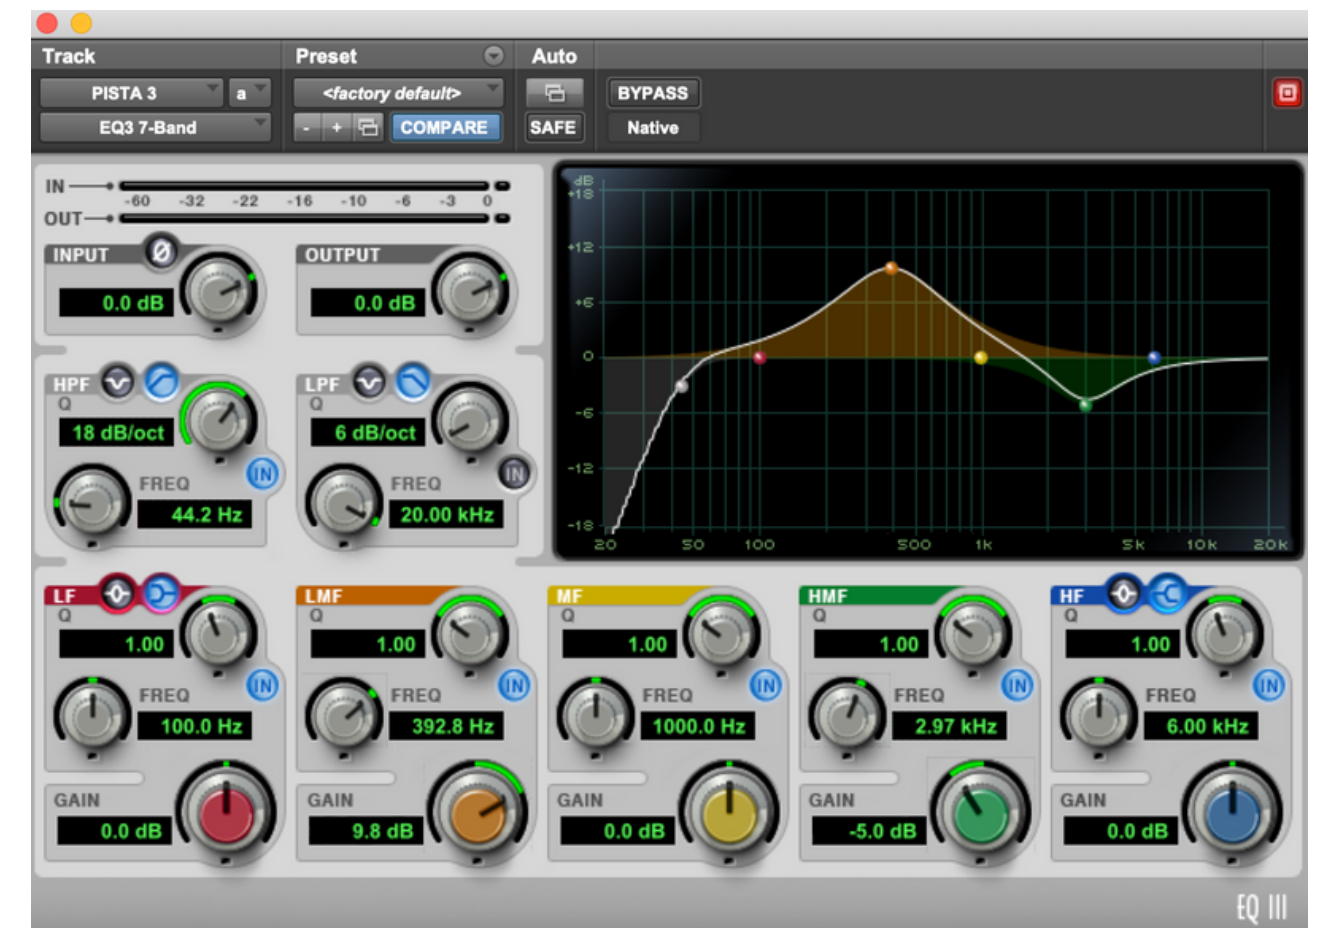 Track Preset Auto
PISTA 3 a <factory default> BYPASS
EQ3 7-Band - + COMPARE SAFE Native
IN
-60 -32 -22 -16 -10 -6 -3 0
OUT
INPUT Ø OUTPUT
0.0 dB 0.0 dB
HPF LPF
Q Q
18 dB/oct 6 dB/oct
IN IN
FREQ FREQ
44.2 Hz 20.00 kHz
dB
+18
+12
+6
0
-6
-12
-18
20 50 100 500 1k 5k 10k 20k
LF LMF MF HMF HF
Q Q Q Q Q
1.00 1.00 1.00 1.00 1.00
IN IN IN IN IN
FREQ FREQ FREQ FREQ FREQ
100.0 Hz 392.8 Hz 1000.0 Hz 2.97 kHz 6.00 kHz
GAIN GAIN GAIN GAIN GAIN
0.0 dB 9.8 dB 0.0 dB -5.0 dB 0.0 dB
EQ III